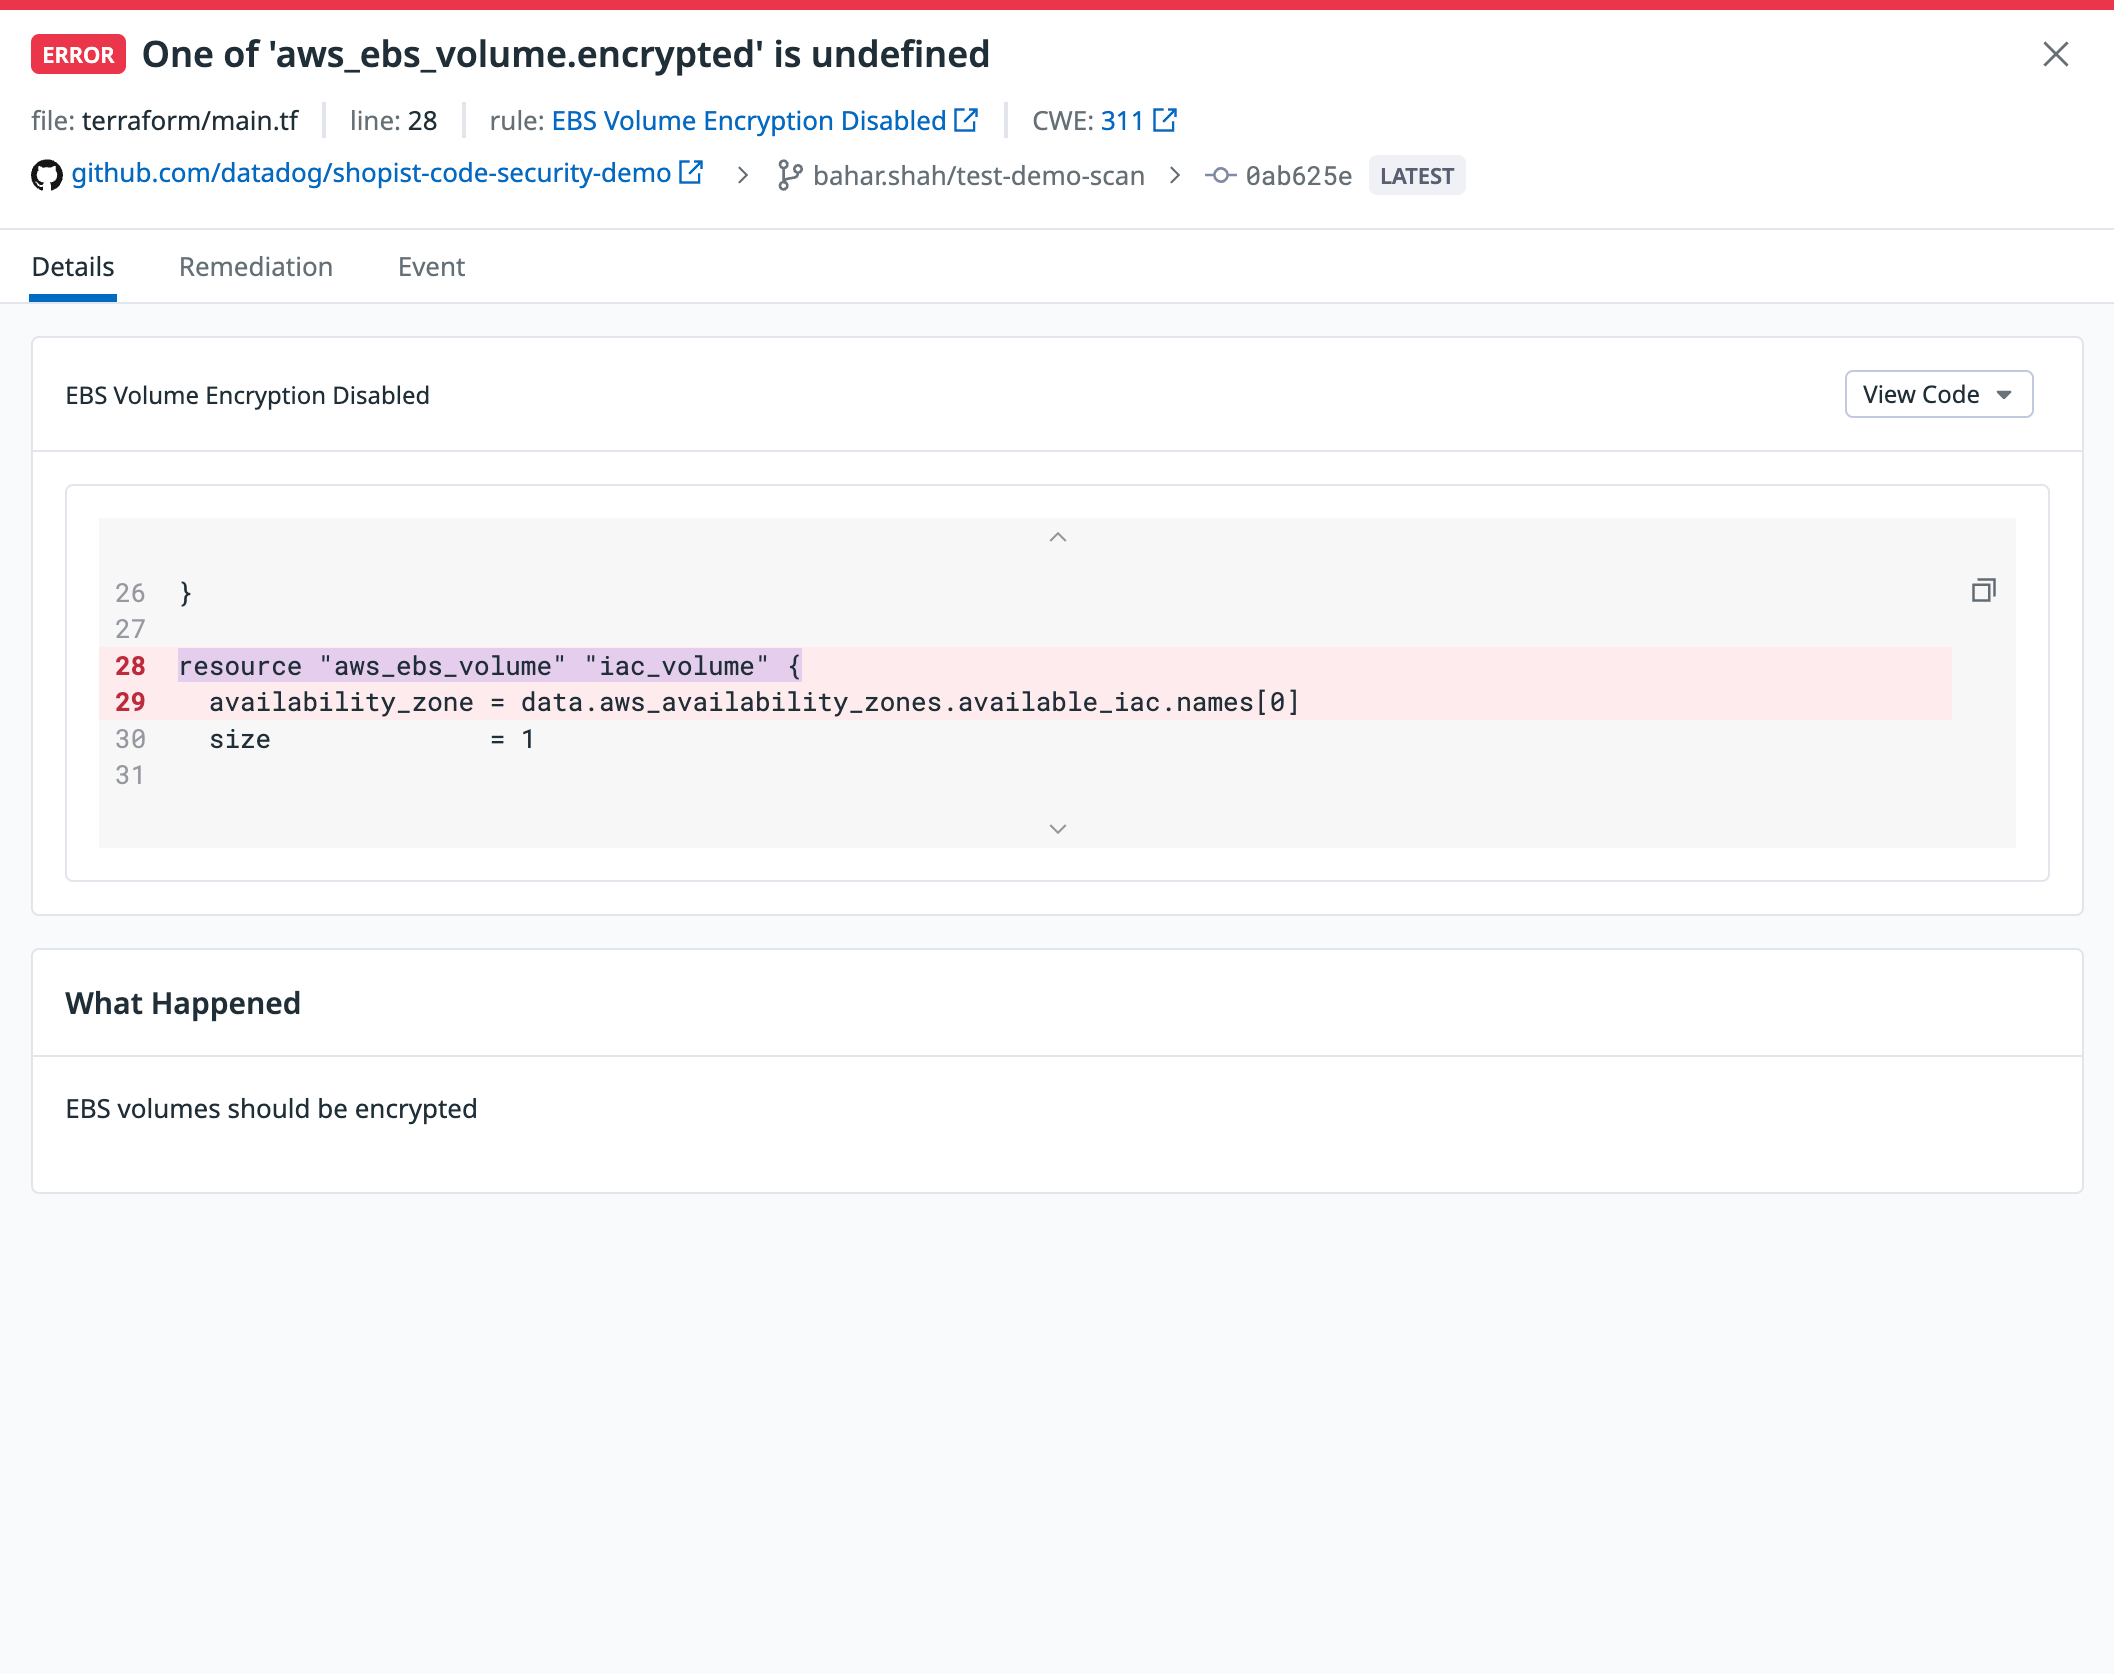 ERROR One of 'aws_ebs_volume.encrypted' is undefined
file: terraform/main.tf line: 28 rule: EBS Volume Encryption Disabled CWE: 311
github.com/datadog/shopist-code-security-demo > bahar.shah/test-demo-scan > 0ab625e LATEST
Details Remediation Event
EBS Volume Encryption Disabled View Code
26 }
27
28 resource "aws_ebs_volume" "iac_volume" {
29   availability_zone = data.aws_availability_zones.available_iac.names[0]
30   size              = 1
31
What Happened
EBS volumes should be encrypted